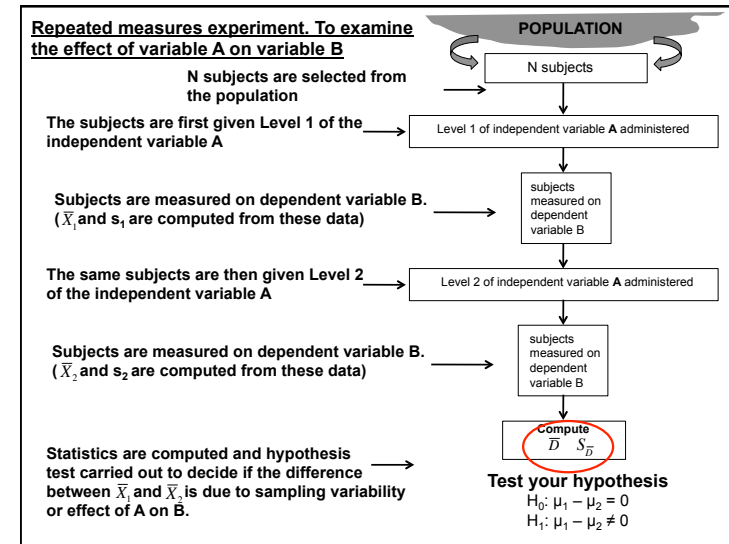 Repeated measures experiment. To examine
the effect of variable A on variable B
POPULATION
N subjects are selected from
the population
N subjects
The subjects are first given Level 1 of the
independent variable A
Level 1 of independent variable A administered
Subjects are measured on dependent variable B.
( X̅₁ and s₁ are computed from these data)
subjects
measured on
dependent
variable B
The same subjects are then given Level 2
of the independent variable A
Level 2 of independent variable A administered
Subjects are measured on dependent variable B.
( X̅₂ and s₂ are computed from these data)
subjects
measured on
dependent
variable B
Statistics are computed and hypothesis
test carried out to decide if the difference
between X̅₁ and X̅₂ is due to sampling variability
or effect of A on B.
Compute
D̅ S_D̅
Test your hypothesis
H₀: μ₁ – μ₂ = 0
H₁: μ₁ – μ₂ ≠ 0